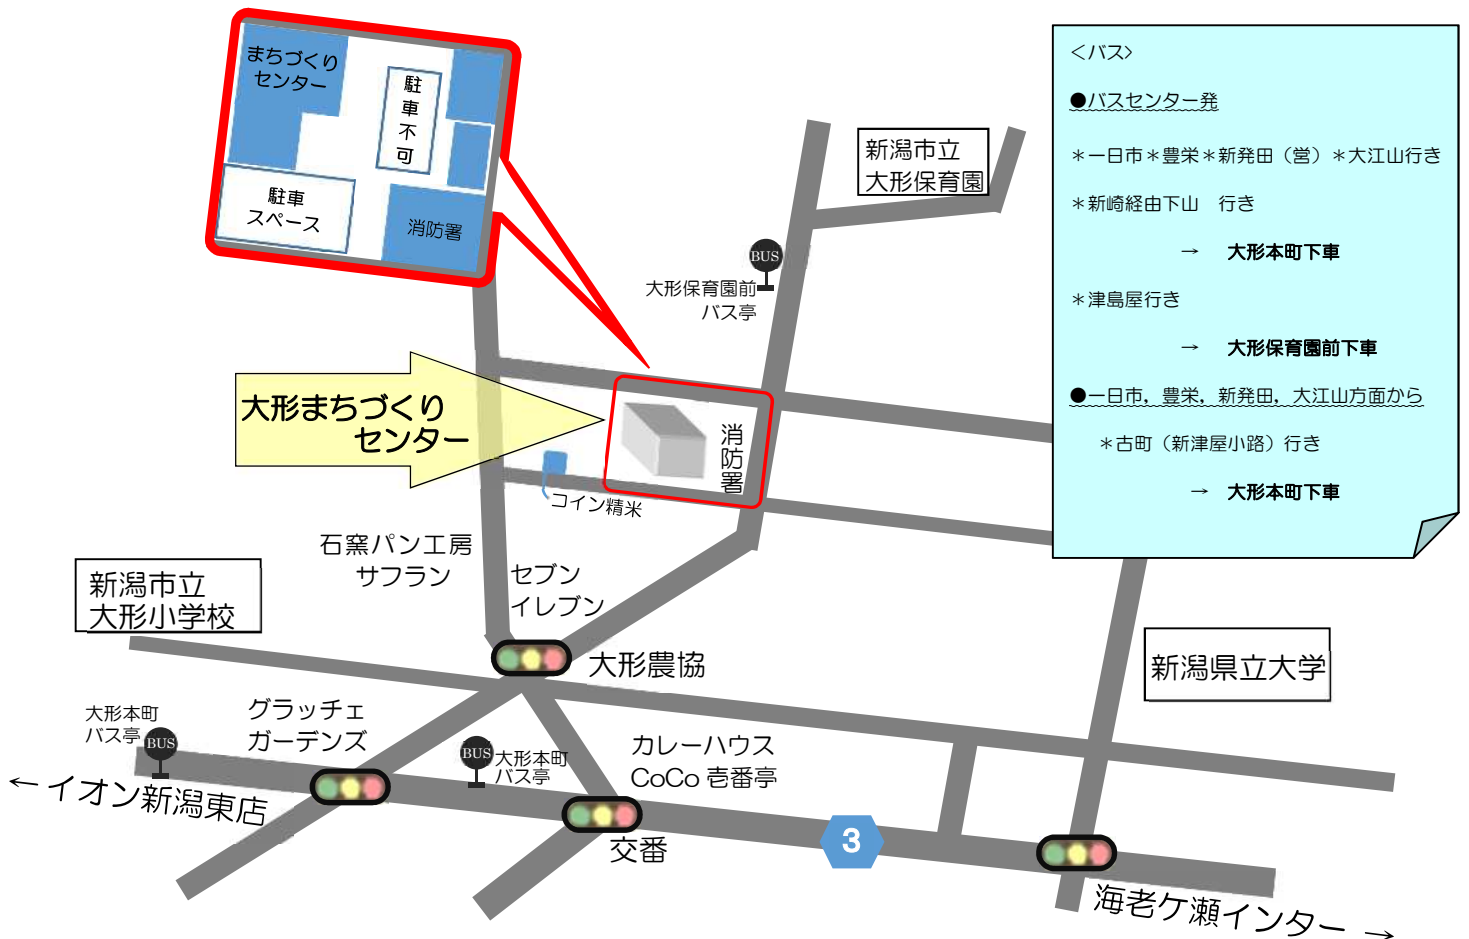 まちづくり
センター
駐
車
不
可
駐車
スペース
消防署
新潟市立
大形保育園
BUS
大形保育園前
バス亭
大形まちづくり
センター
消
防
署
コイン精米
石窯パン工房
サフラン
セブン
イレブン
新潟市立
大形小学校
大形農協
新潟県立大学
グラッチェ
ガーデンズ
大形本町
バス亭
BUS
BUS
大形本町
バス亭
カレーハウス
CoCo 壱番亭
← イオン新潟東店
交番
3
海老ケ瀬インター →
＜バス＞
●バスセンター発
＊一日市＊豊栄＊新発田（営）＊大江山行き
＊新崎経由下山　行き
→　大形本町下車
＊津島屋行き
→　大形保育園前下車
●一日市，豊栄，新発田，大江山方面から
＊古町（新津屋小路）行き
→　大形本町下車